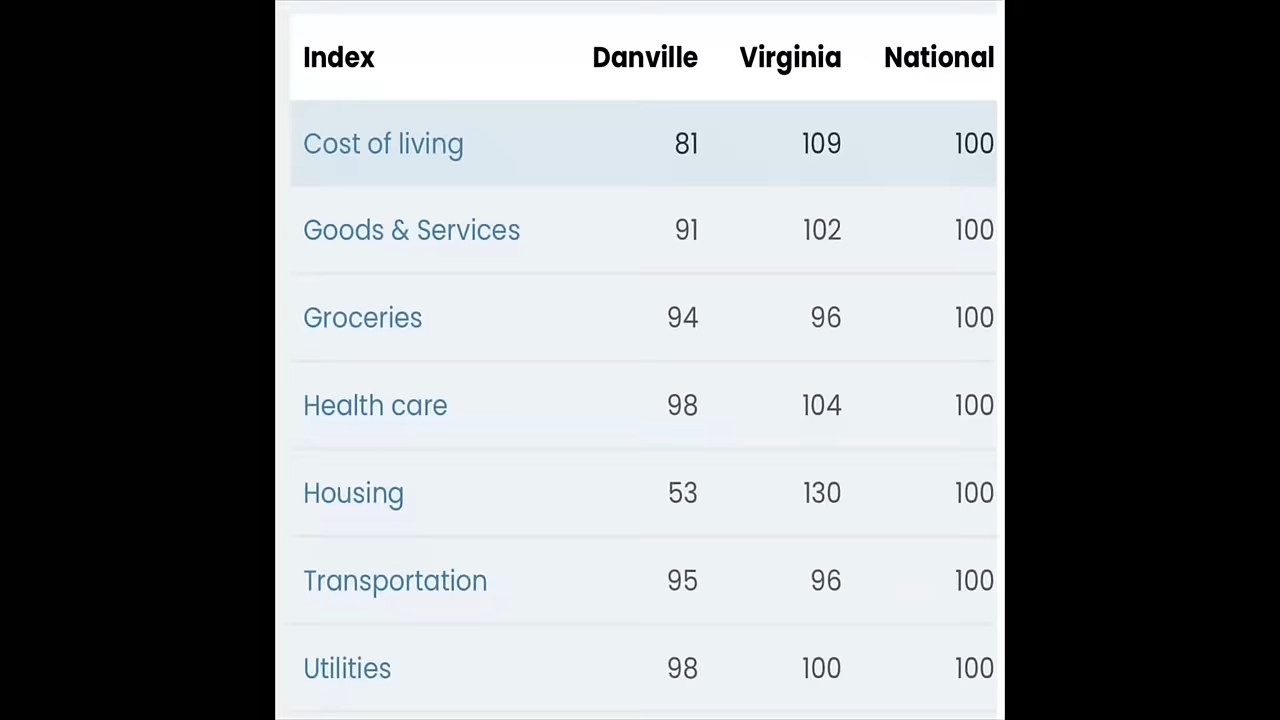 Index Danville Virginia National
Cost of living 81 109 100
Goods & Services 91 102 100
Groceries 94 96 100
Health care 98 104 100
Housing 53 130 100
Transportation 95 96 100
Utilities 98 100 100